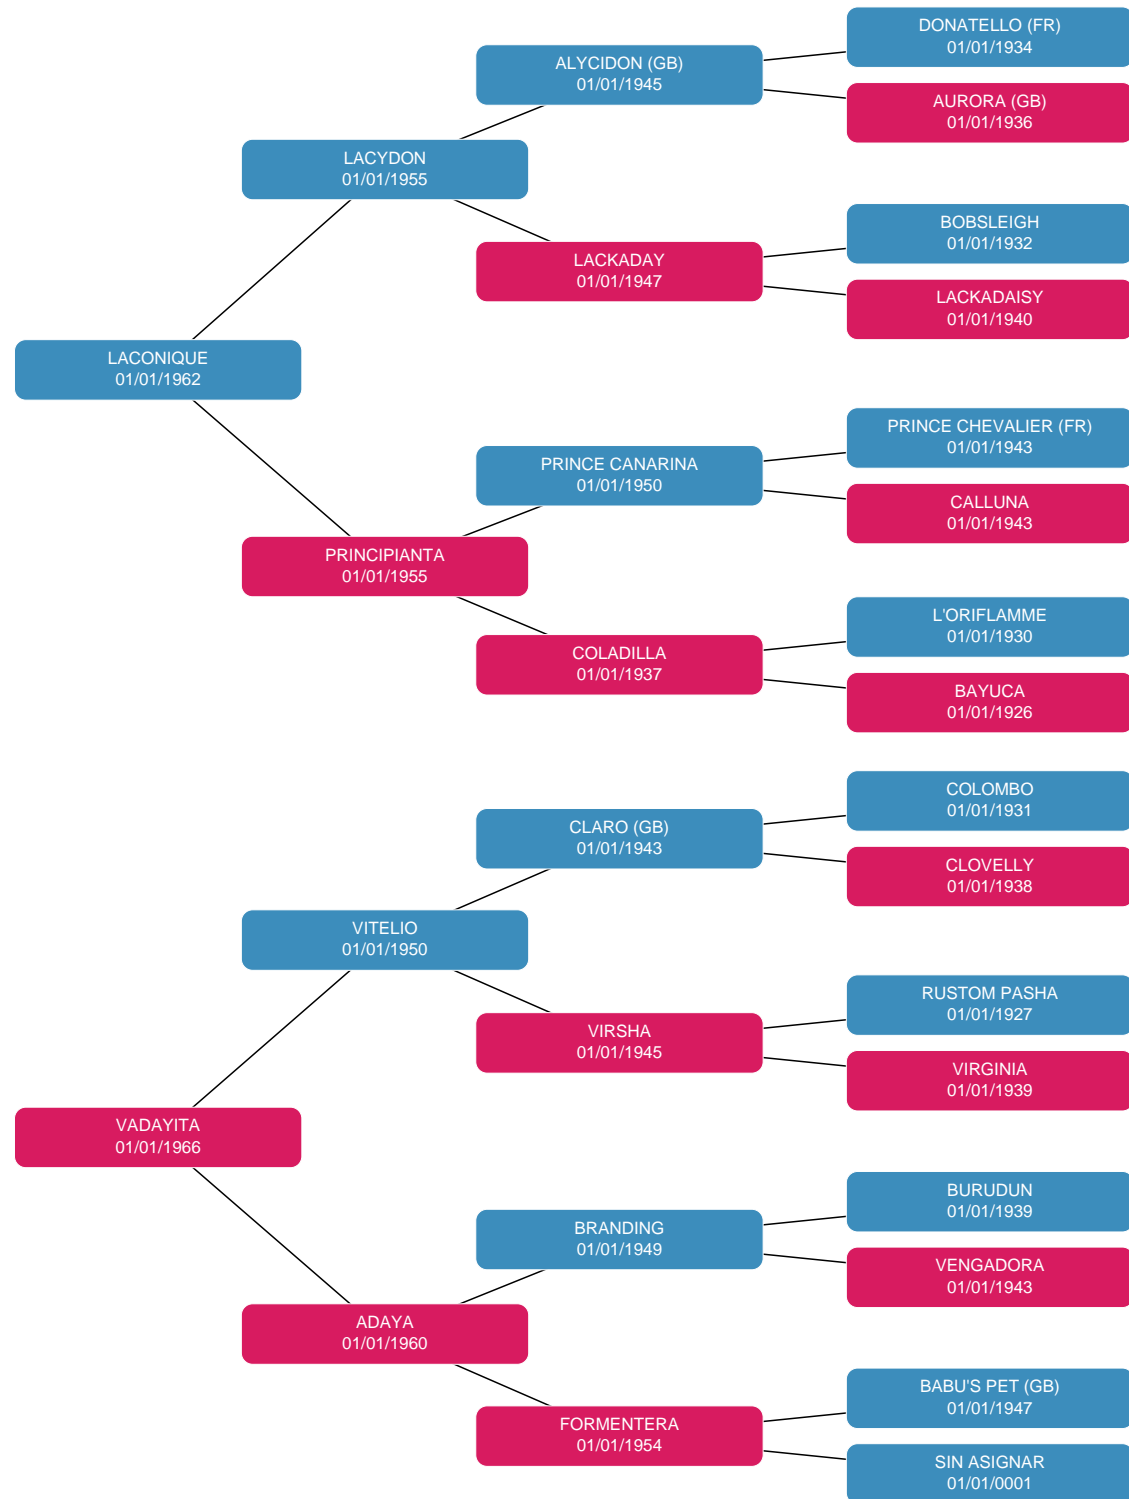 DONATELLO (FR)
01/01/1934
ALYCIDON (GB)
01/01/1945
AURORA (GB)
01/01/1936
LACYDON
01/01/1955
BOBSLEIGH
01/01/1932
LACKADAY
01/01/1947
LACKADAISY
01/01/1940
LACONIQUE
01/01/1962
PRINCE CHEVALIER (FR)
01/01/1943
PRINCE CANARINA
01/01/1950
CALLUNA
01/01/1943
PRINCIPIANTA
01/01/1955
L'ORIFLAMME
01/01/1930
COLADILLA
01/01/1937
BAYUCA
01/01/1926
COLOMBO
01/01/1931
CLARO (GB)
01/01/1943
CLOVELLY
01/01/1938
VITELIO
01/01/1950
RUSTOM PASHA
01/01/1927
VIRSHA
01/01/1945
VIRGINIA
01/01/1939
VADAYITA
01/01/1966
BURUDUN
01/01/1939
BRANDING
01/01/1949
VENGADORA
01/01/1943
ADAYA
01/01/1960
BABU'S PET (GB)
01/01/1947
FORMENTERA
01/01/1954
SIN ASIGNAR
01/01/0001